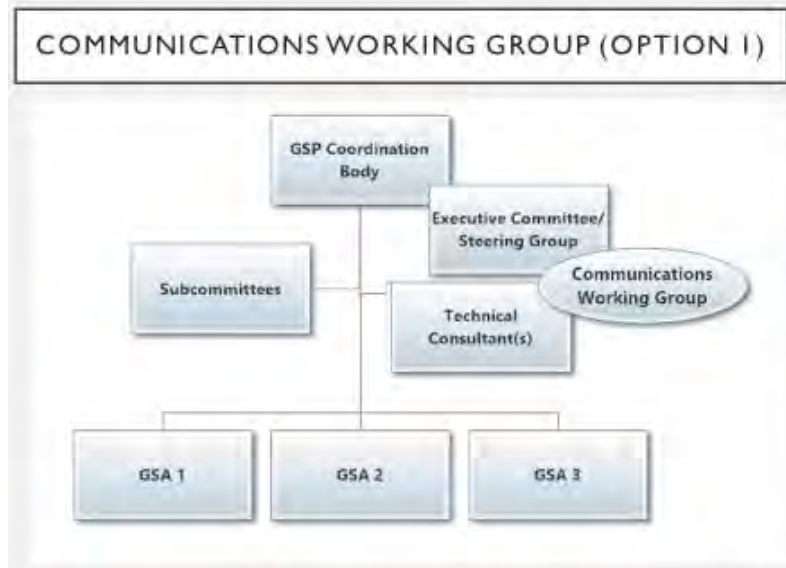 COMMUNICATIONS WORKING GROUP (OPTION 1)
GSP Coordination
Body
Executive Committee/
Steering Group
Communications
Working Group
Subcommittees
Technical
Consultant(s)
GSA 1
GSA 2
GSA 3